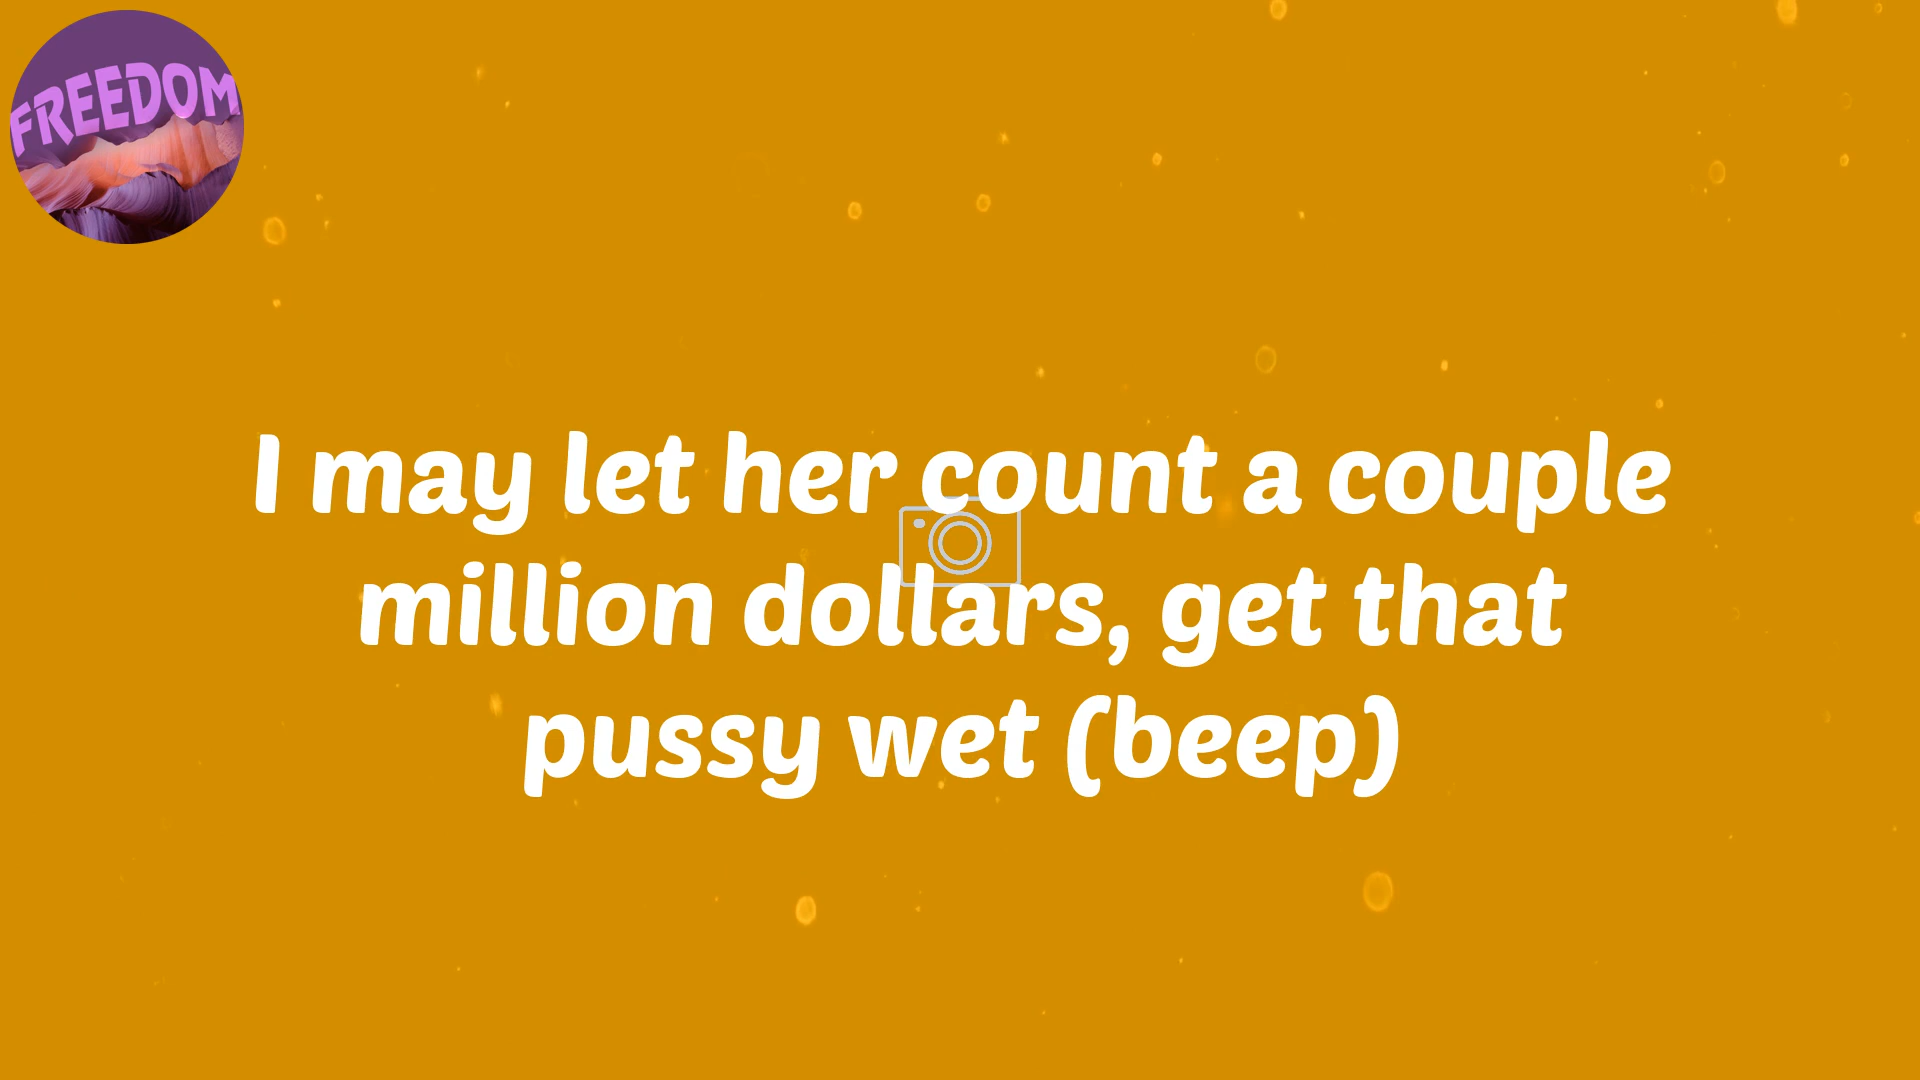 FREEDOM
I may let her count a couple
million dollars, get that
pussy wet (beep)